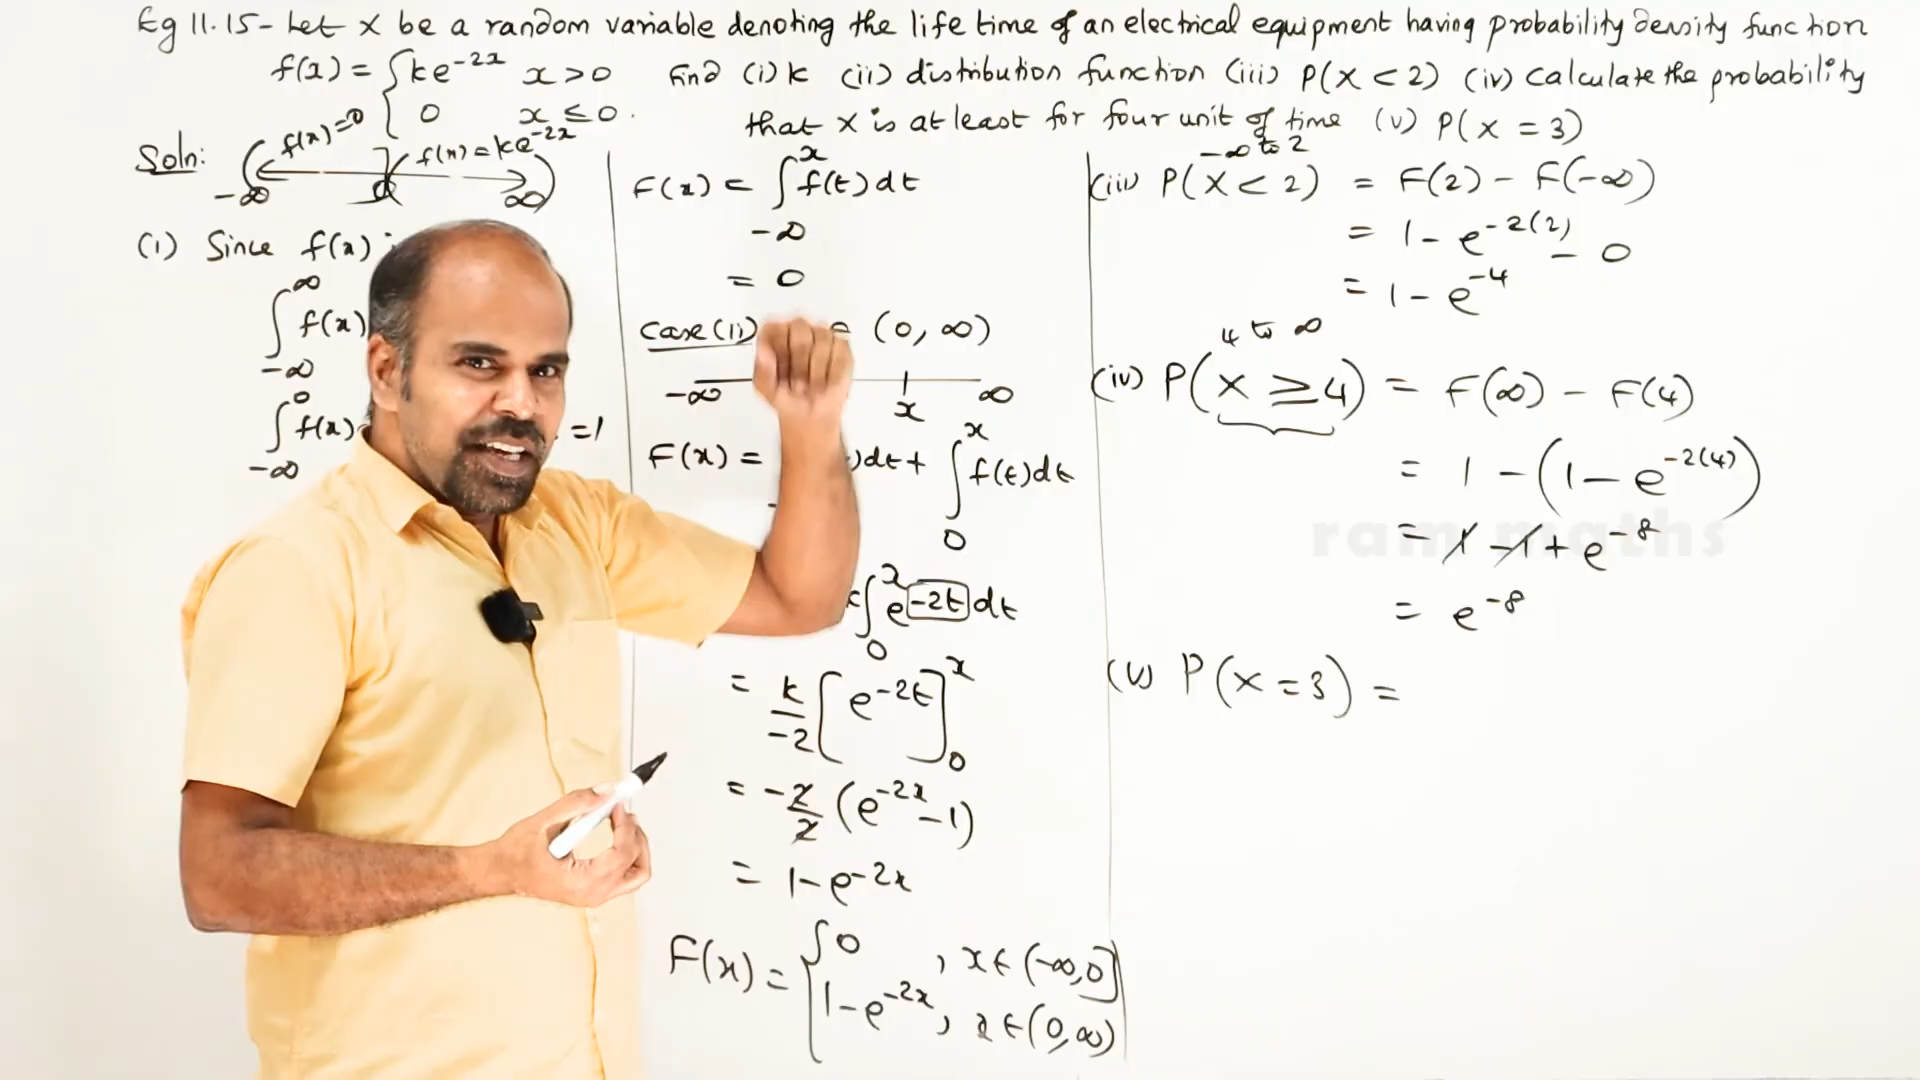 Eg 11.15 - Let X be a random variable denoting the life time of an electrical equipment having probability density function
f(x) = { ke^{-2x} x > 0 Find (i) k (ii) distribution function (iii) P(X < 2) (iv) calculate the probability
0 x ≤ 0. that X is at least for four unit of time (v) P(X = 3)
Soln:
f(x)=0 f(x) = ke^{-2x}
-∞ ∞
(i) Since f(x)
∞
∫ f(x)
-∞
0
∫ f(x) =1
-∞
F(x) = ∫_{-∞}^{x} f(t) dt
= 0
Case (ii) (0, ∞)
-∞ x ∞
F(x) = dt + ∫_{0}^{x} f(t) dt
∫_{0}^{x} e^{-2t} dt
= k/-2 [e^{-2t}]_{0}^{x}
= -2/2 (e^{-2x} - 1)
= 1 - e^{-2x}
F(x) = { 0 , x ∈ (-∞, 0]
1 - e^{-2x}, x ∈ (0, ∞)
-∞ to 2
(iii) P(X < 2) = F(2) - F(-∞)
= 1 - e^{-2(2)} - 0
= 1 - e^{-4}
4 to ∞
(iv) P(X ≥ 4) = F(∞) - F(4)
= 1 - (1 - e^{-2(4)})
= 1 - 1 + e^{-8}
= e^{-8}
(v) P(X = 3) =
ram maths